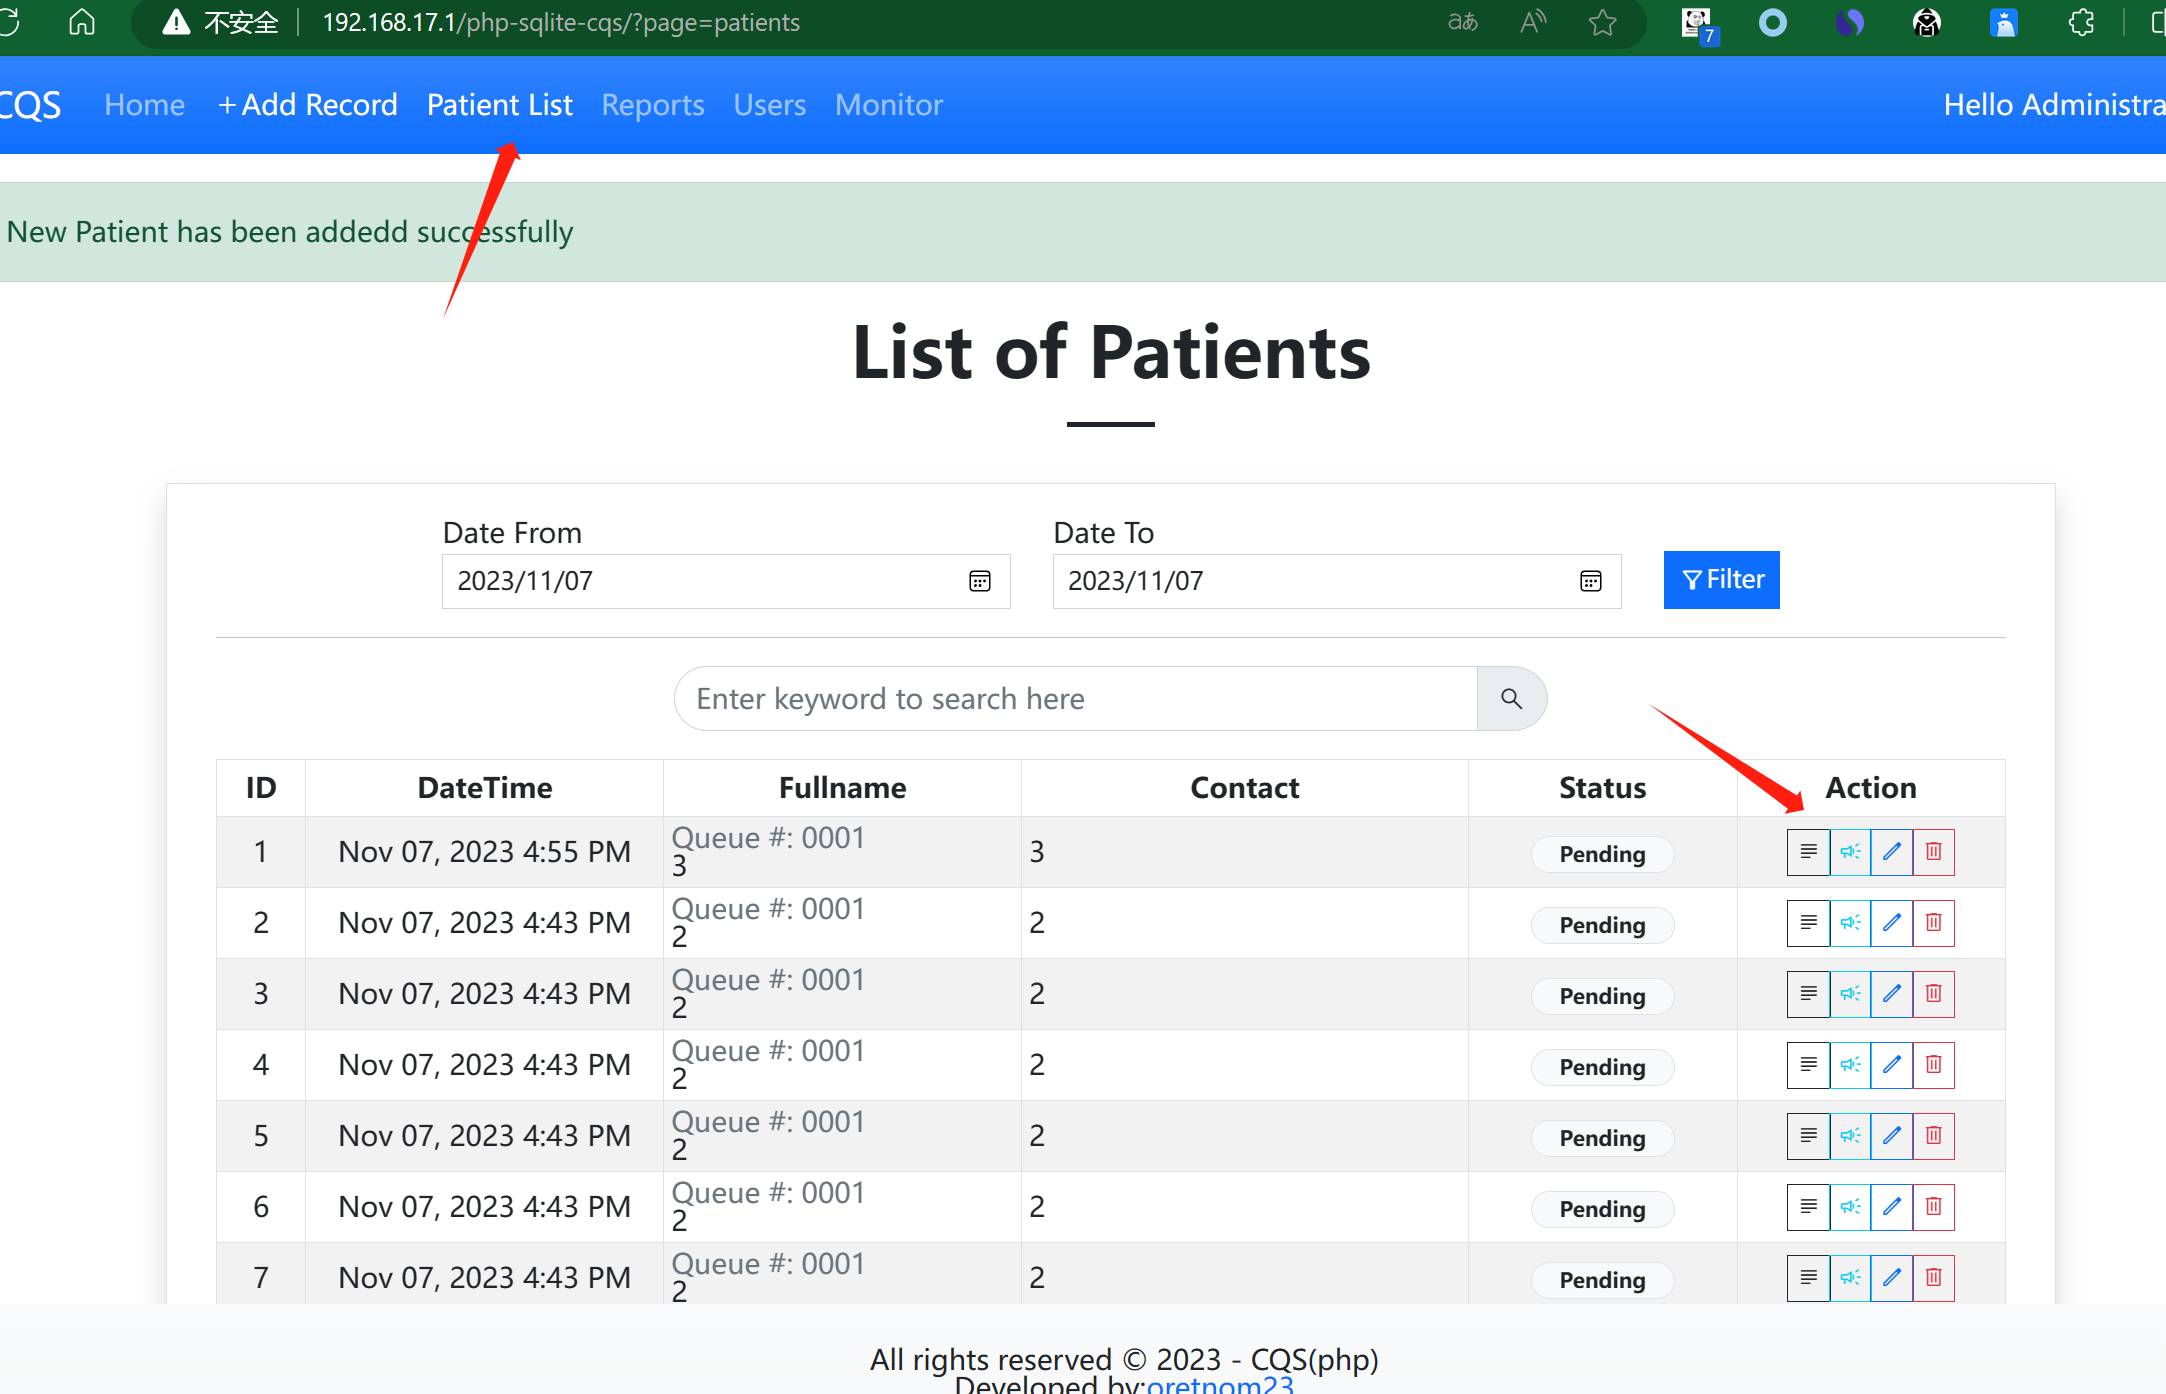 不安全 192.168.17.1/php-sqlite-cqs/?page=patients aあ A 7
CQS Home +Add Record Patient List Reports Users Monitor Hello Administra
New Patient has been addedd successfully
List of Patients
Date From Date To
2023/11/07 2023/11/07 Filter
Enter keyword to search here
ID DateTime Fullname Contact Status Action
1 Nov 07, 2023 4:55 PM Queue #: 0001 3 Pending
3
2 Nov 07, 2023 4:43 PM Queue #: 0001 2 Pending
2
3 Nov 07, 2023 4:43 PM Queue #: 0001 2 Pending
2
4 Nov 07, 2023 4:43 PM Queue #: 0001 2 Pending
2
5 Nov 07, 2023 4:43 PM Queue #: 0001 2 Pending
2
6 Nov 07, 2023 4:43 PM Queue #: 0001 2 Pending
2
7 Nov 07, 2023 4:43 PM Queue #: 0001 2 Pending
2
All rights reserved © 2023 - CQS(php)
Developed by:oretnom23